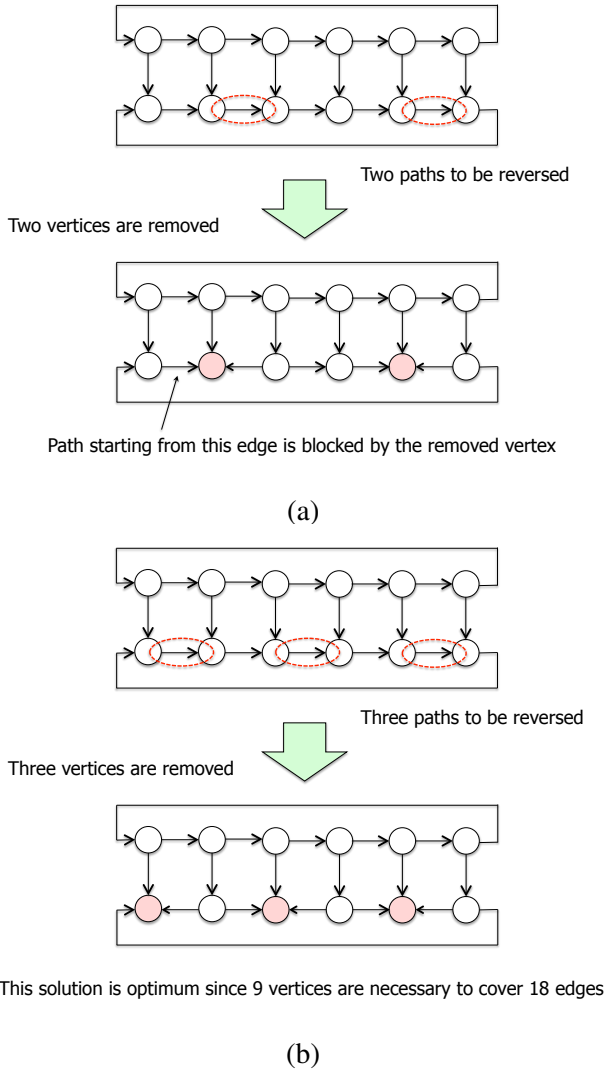 Two paths to be reversed
Two vertices are removed
Path starting from this edge is blocked by the removed vertex
(a)
Three paths to be reversed
Three vertices are removed
This solution is optimum since 9 vertices are necessary to cover 18 edges
(b)